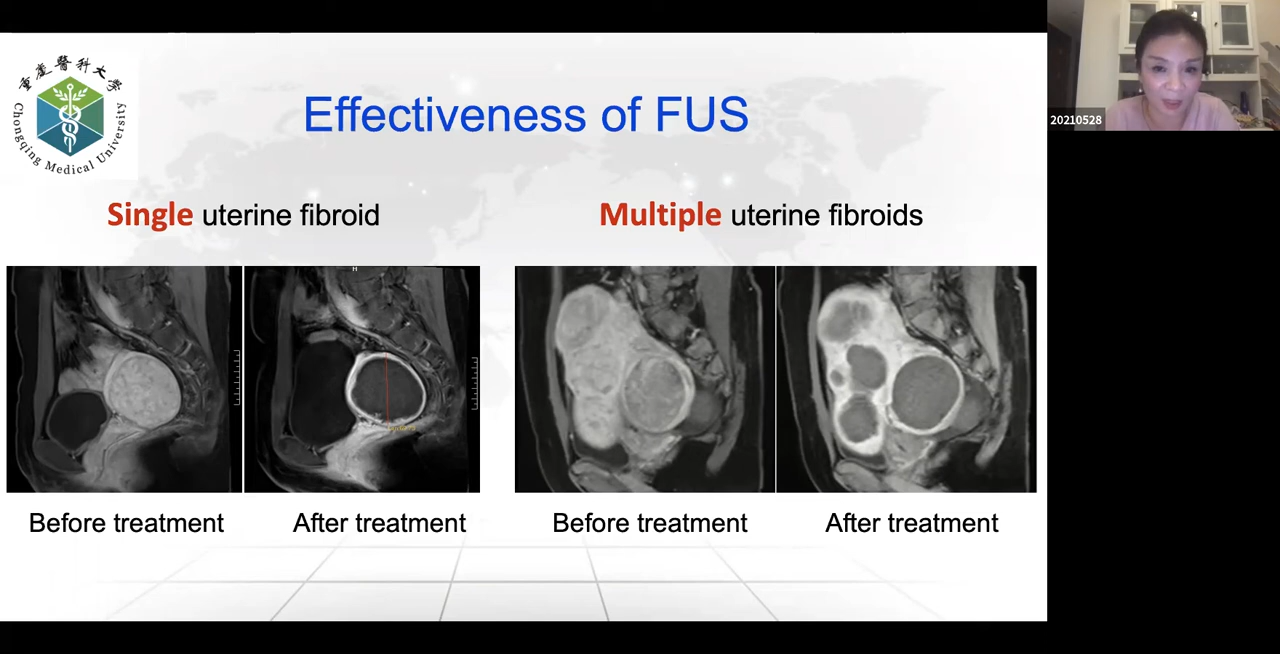 重慶醫科大學
Chongqing Medical University
Effectiveness of FUS
Single uterine fibroid
Multiple uterine fibroids
H
Before treatment
After treatment
Before treatment
After treatment
20210528